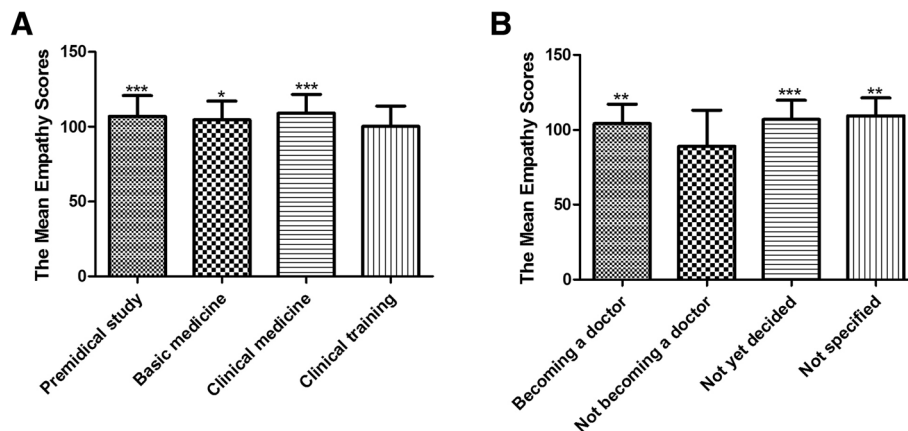 A
The Mean Empathy Scores
150
100
50
0
***
*
***
Premidical study
Basic medicine
Clinical medicine
Clinical training
B
The Mean Empathy Scores
150
100
50
0
**
***
**
Becoming a doctor
Not becoming a doctor
Not yet decided
Not specified